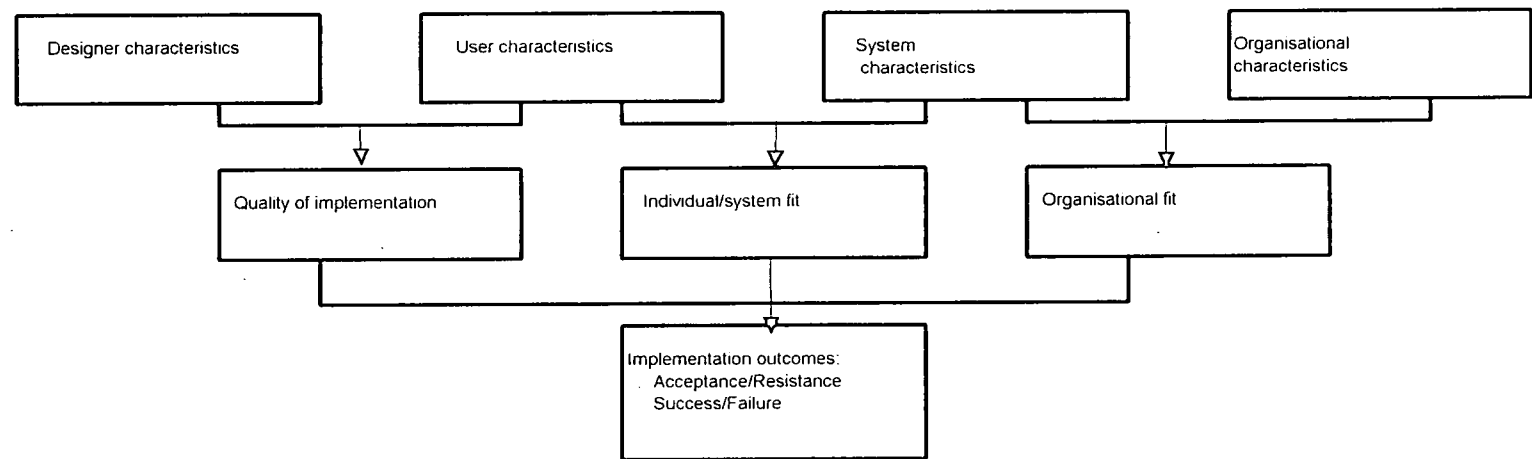 Designer characteristics
User characteristics
System
characteristics
Organisational
characteristics
Quality of implementation
Individual/system fit
Organisational fit
Implementation outcomes:
Acceptance/Resistance
Success/Failure